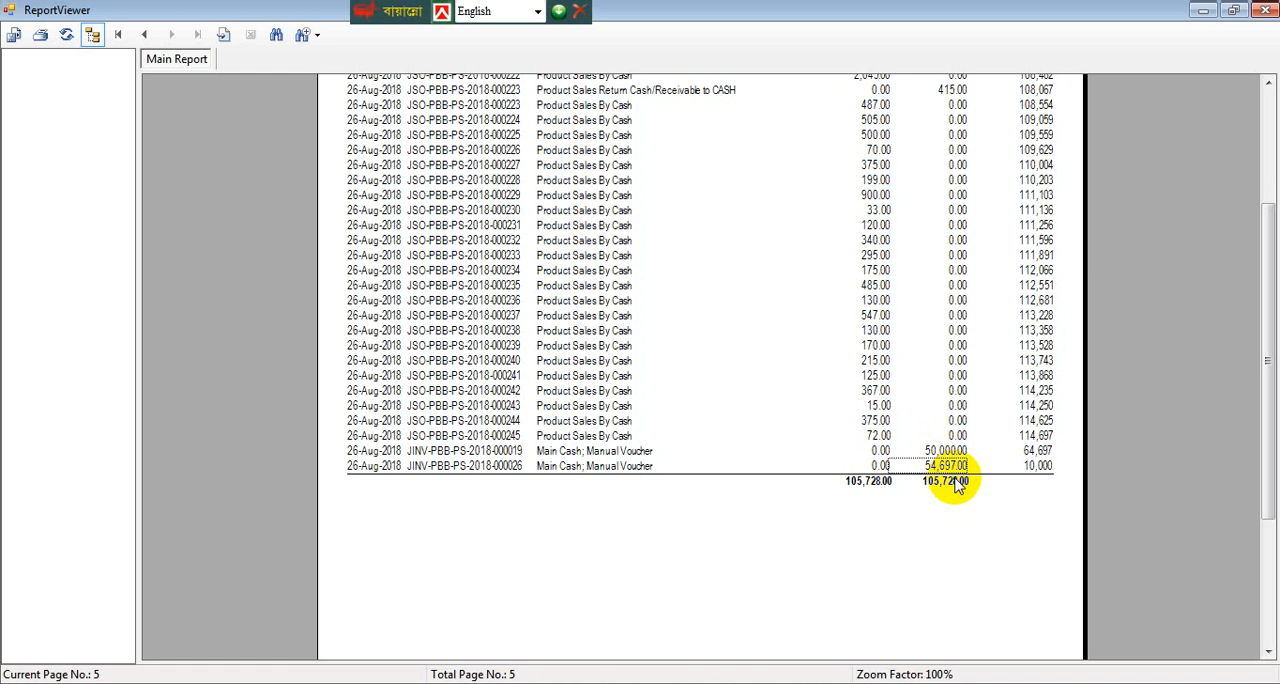 ReportViewer
বায়ান্নো English
Main Report
26-Aug-2018 JSO-PBB-PS-2018-000222 Product Sales By Cash 2,045.00 0.00 108,482
26-Aug-2018 JSO-PBB-PS-2018-000223 Product Sales Return Cash/Receivable to CASH 0.00 415.00 108,067
26-Aug-2018 JSO-PBB-PS-2018-000223 Product Sales By Cash 487.00 0.00 108,554
26-Aug-2018 JSO-PBB-PS-2018-000224 Product Sales By Cash 505.00 0.00 109,059
26-Aug-2018 JSO-PBB-PS-2018-000225 Product Sales By Cash 500.00 0.00 109,559
26-Aug-2018 JSO-PBB-PS-2018-000226 Product Sales By Cash 70.00 0.00 109,629
26-Aug-2018 JSO-PBB-PS-2018-000227 Product Sales By Cash 375.00 0.00 110,004
26-Aug-2018 JSO-PBB-PS-2018-000228 Product Sales By Cash 199.00 0.00 110,203
26-Aug-2018 JSO-PBB-PS-2018-000229 Product Sales By Cash 900.00 0.00 111,103
26-Aug-2018 JSO-PBB-PS-2018-000230 Product Sales By Cash 33.00 0.00 111,136
26-Aug-2018 JSO-PBB-PS-2018-000231 Product Sales By Cash 120.00 0.00 111,256
26-Aug-2018 JSO-PBB-PS-2018-000232 Product Sales By Cash 340.00 0.00 111,596
26-Aug-2018 JSO-PBB-PS-2018-000233 Product Sales By Cash 295.00 0.00 111,891
26-Aug-2018 JSO-PBB-PS-2018-000234 Product Sales By Cash 175.00 0.00 112,066
26-Aug-2018 JSO-PBB-PS-2018-000235 Product Sales By Cash 485.00 0.00 112,551
26-Aug-2018 JSO-PBB-PS-2018-000236 Product Sales By Cash 130.00 0.00 112,681
26-Aug-2018 JSO-PBB-PS-2018-000237 Product Sales By Cash 547.00 0.00 113,228
26-Aug-2018 JSO-PBB-PS-2018-000238 Product Sales By Cash 130.00 0.00 113,358
26-Aug-2018 JSO-PBB-PS-2018-000239 Product Sales By Cash 170.00 0.00 113,528
26-Aug-2018 JSO-PBB-PS-2018-000240 Product Sales By Cash 215.00 0.00 113,743
26-Aug-2018 JSO-PBB-PS-2018-000241 Product Sales By Cash 125.00 0.00 113,868
26-Aug-2018 JSO-PBB-PS-2018-000242 Product Sales By Cash 367.00 0.00 114,235
26-Aug-2018 JSO-PBB-PS-2018-000243 Product Sales By Cash 15.00 0.00 114,250
26-Aug-2018 JSO-PBB-PS-2018-000244 Product Sales By Cash 375.00 0.00 114,625
26-Aug-2018 JSO-PBB-PS-2018-000245 Product Sales By Cash 72.00 0.00 114,697
26-Aug-2018 JINV-PBB-PS-2018-000019 Main Cash; Manual Voucher 0.00 50,000.00 64,697
26-Aug-2018 JINV-PBB-PS-2018-000026 Main Cash; Manual Voucher 0.00 54,697.00 10,000
105,728.00
Current Page No.: 5 Total Page No.: 5 Zoom Factor: 100%